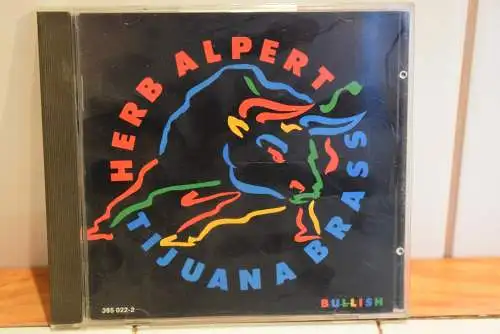 HERB ALPERT
TIJUANA BRASS
395 022-2
BULLISH